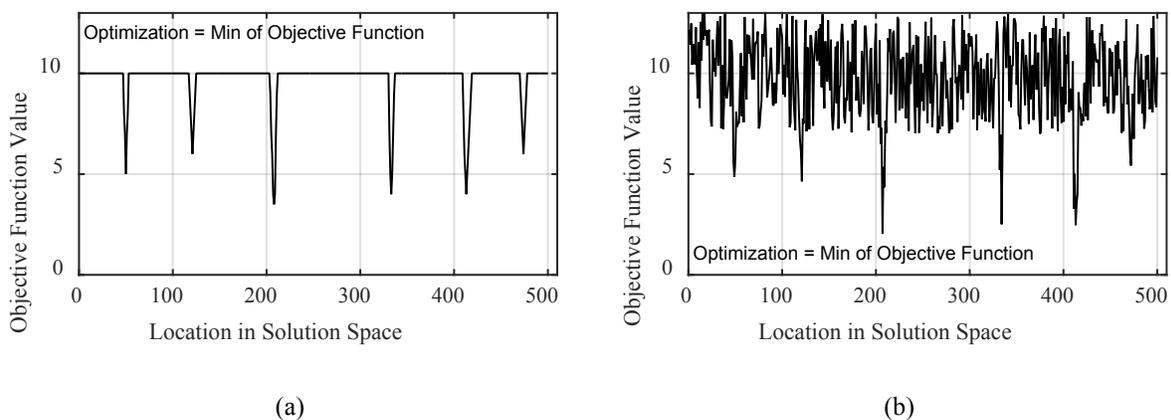 Optimization = Min of Objective Function
10
5
0
Objective Function Value
0 100 200 300 400 500
Location in Solution Space
(a)
10
5
0
Objective Function Value
Optimization = Min of Objective Function
0 100 200 300 400 500
Location in Solution Space
(b)